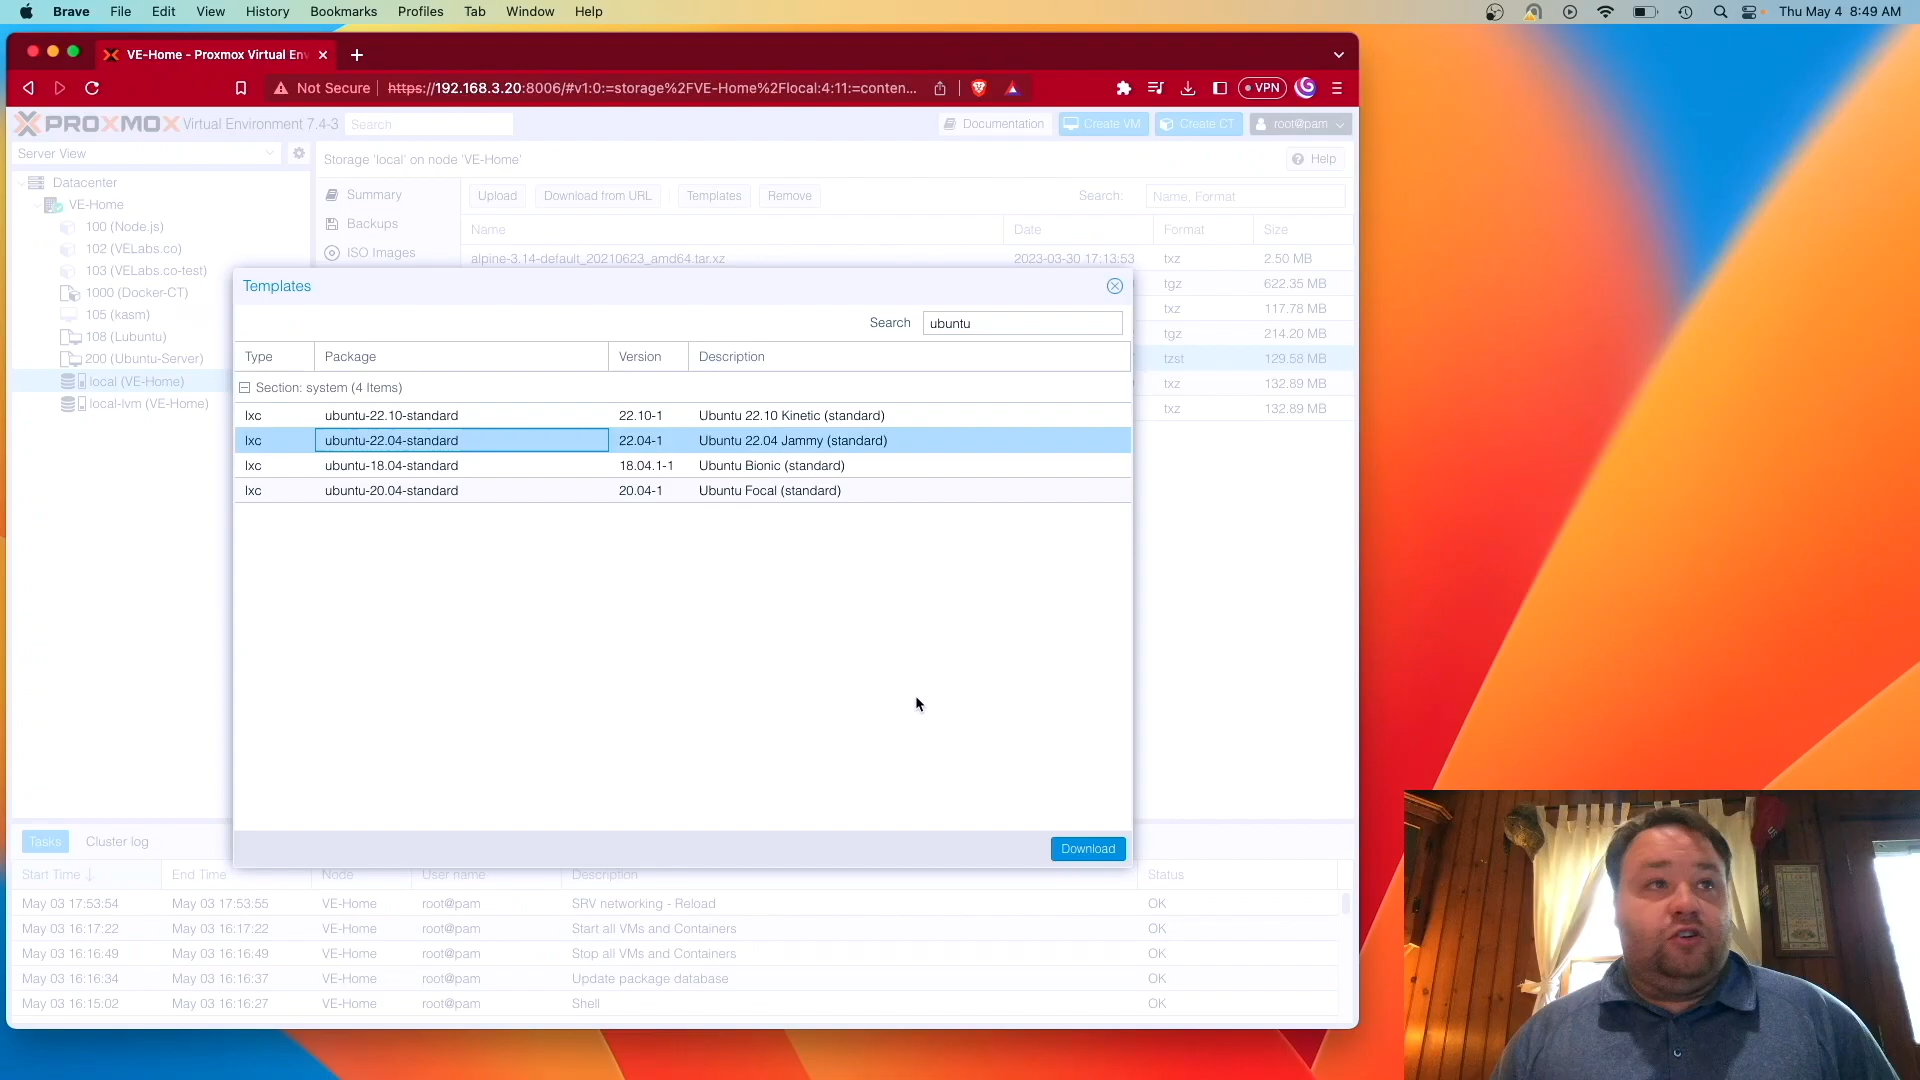 Brave File Edit View History Bookmarks Profiles Tab Window Help Thu May 4 8:49 AM
VE-Home - Proxmox Virtual En
Not Secure https://192.168.3.20:8006/#v1:0:=storage%2FVE-Home%2Flocal:4:11:=conten... VPN
PROXMOX Virtual Environment 7.4-3 Search Documentation Create VM Create CT root@pam
Server View
Storage 'local' on node 'VE-Home' Help
Datacenter
VE-Home
100 (Node.js)
102 (VELabs.co)
103 (VELabs.co-test)
1000 (Docker-CT)
105 (kasm)
108 (Lubuntu)
200 (Ubuntu-Server)
local (VE-Home)
local-lvm (VE-Home)
Summary
Backups
ISO Images
Upload Download from URL Templates Remove Search: Name, Format
Name Date Format Size
alpine-3.14-default_20210623_amd64.tar.xz 2023-03-30 17:13:53 txz 2.50 MB
tgz 622.35 MB
txz 117.78 MB
tgz 214.20 MB
tzst 129.58 MB
txz 132.89 MB
txz 132.89 MB
Templates
Search ubuntu
Type Package Version Description
Section: system (4 Items)
lxc ubuntu-22.10-standard 22.10-1 Ubuntu 22.10 Kinetic (standard)
lxc ubuntu-22.04-standard 22.04-1 Ubuntu 22.04 Jammy (standard)
lxc ubuntu-18.04-standard 18.04.1-1 Ubuntu Bionic (standard)
lxc ubuntu-20.04-standard 20.04-1 Ubuntu Focal (standard)
Download
Tasks Cluster log
Start Time End Time Node User name Description Status
May 03 17:53:54 May 03 17:53:55 VE-Home root@pam SRV networking - Reload OK
May 03 16:17:22 May 03 16:17:22 VE-Home root@pam Start all VMs and Containers OK
May 03 16:16:49 May 03 16:16:49 VE-Home root@pam Stop all VMs and Containers OK
May 03 16:16:34 May 03 16:16:37 VE-Home root@pam Update package database OK
May 03 16:15:02 May 03 16:16:27 VE-Home root@pam Shell OK